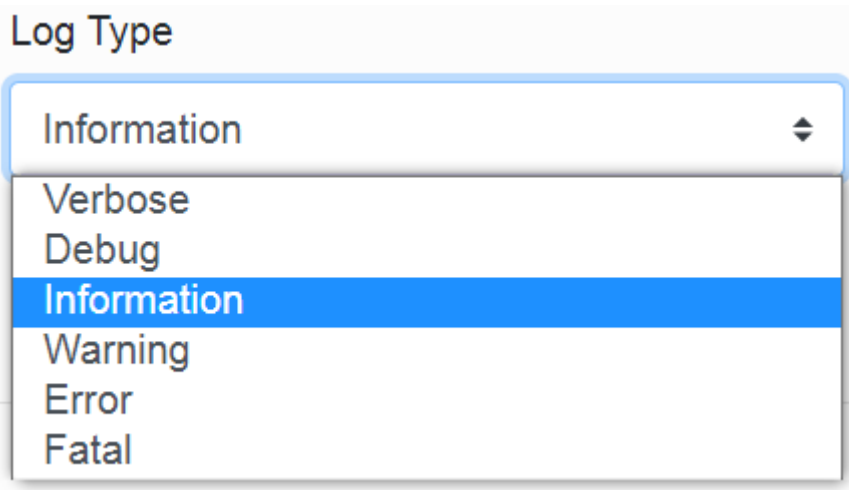 Log Type
Information
Verbose
Debug
Information
Warning
Error
Fatal